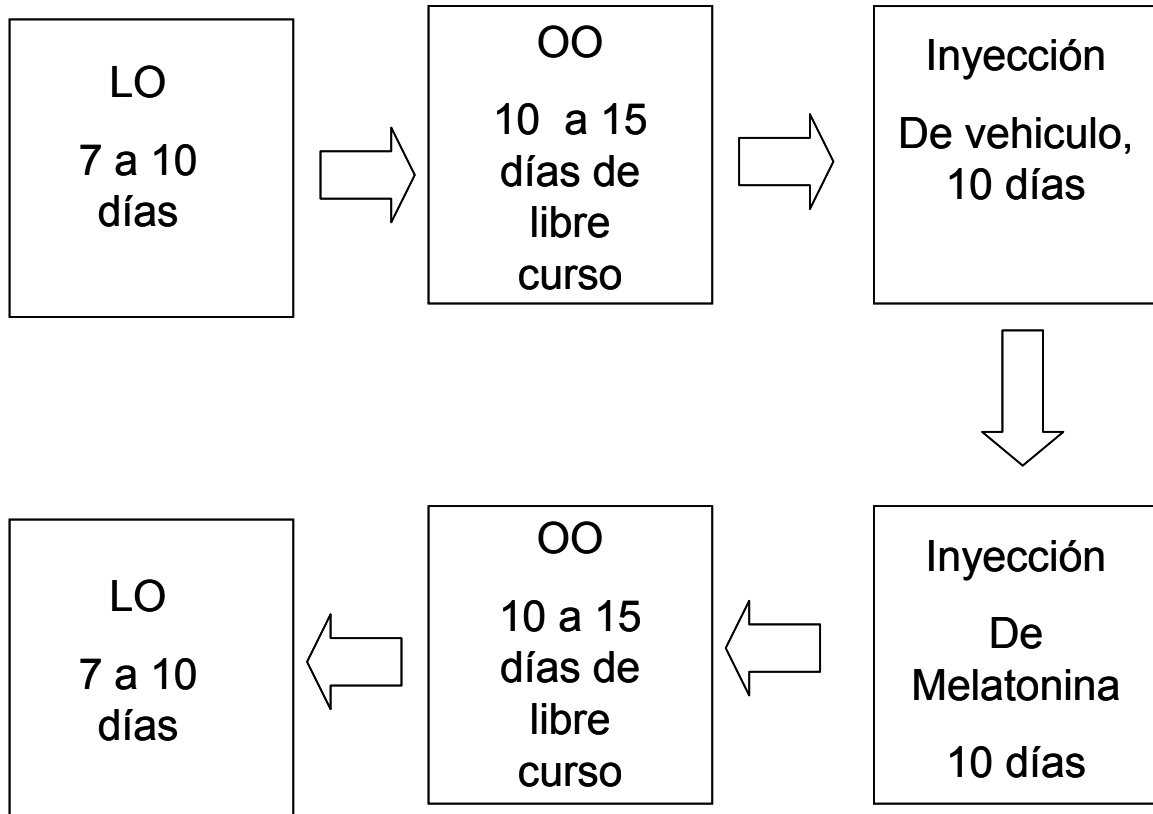 LO
7 a 10
días
OO
10 a 15
días de
libre
curso
Inyección
De vehiculo,
10 días
LO
7 a 10
días
OO
10 a 15
días de
libre
curso
Inyección
De
Melatonina
10 días